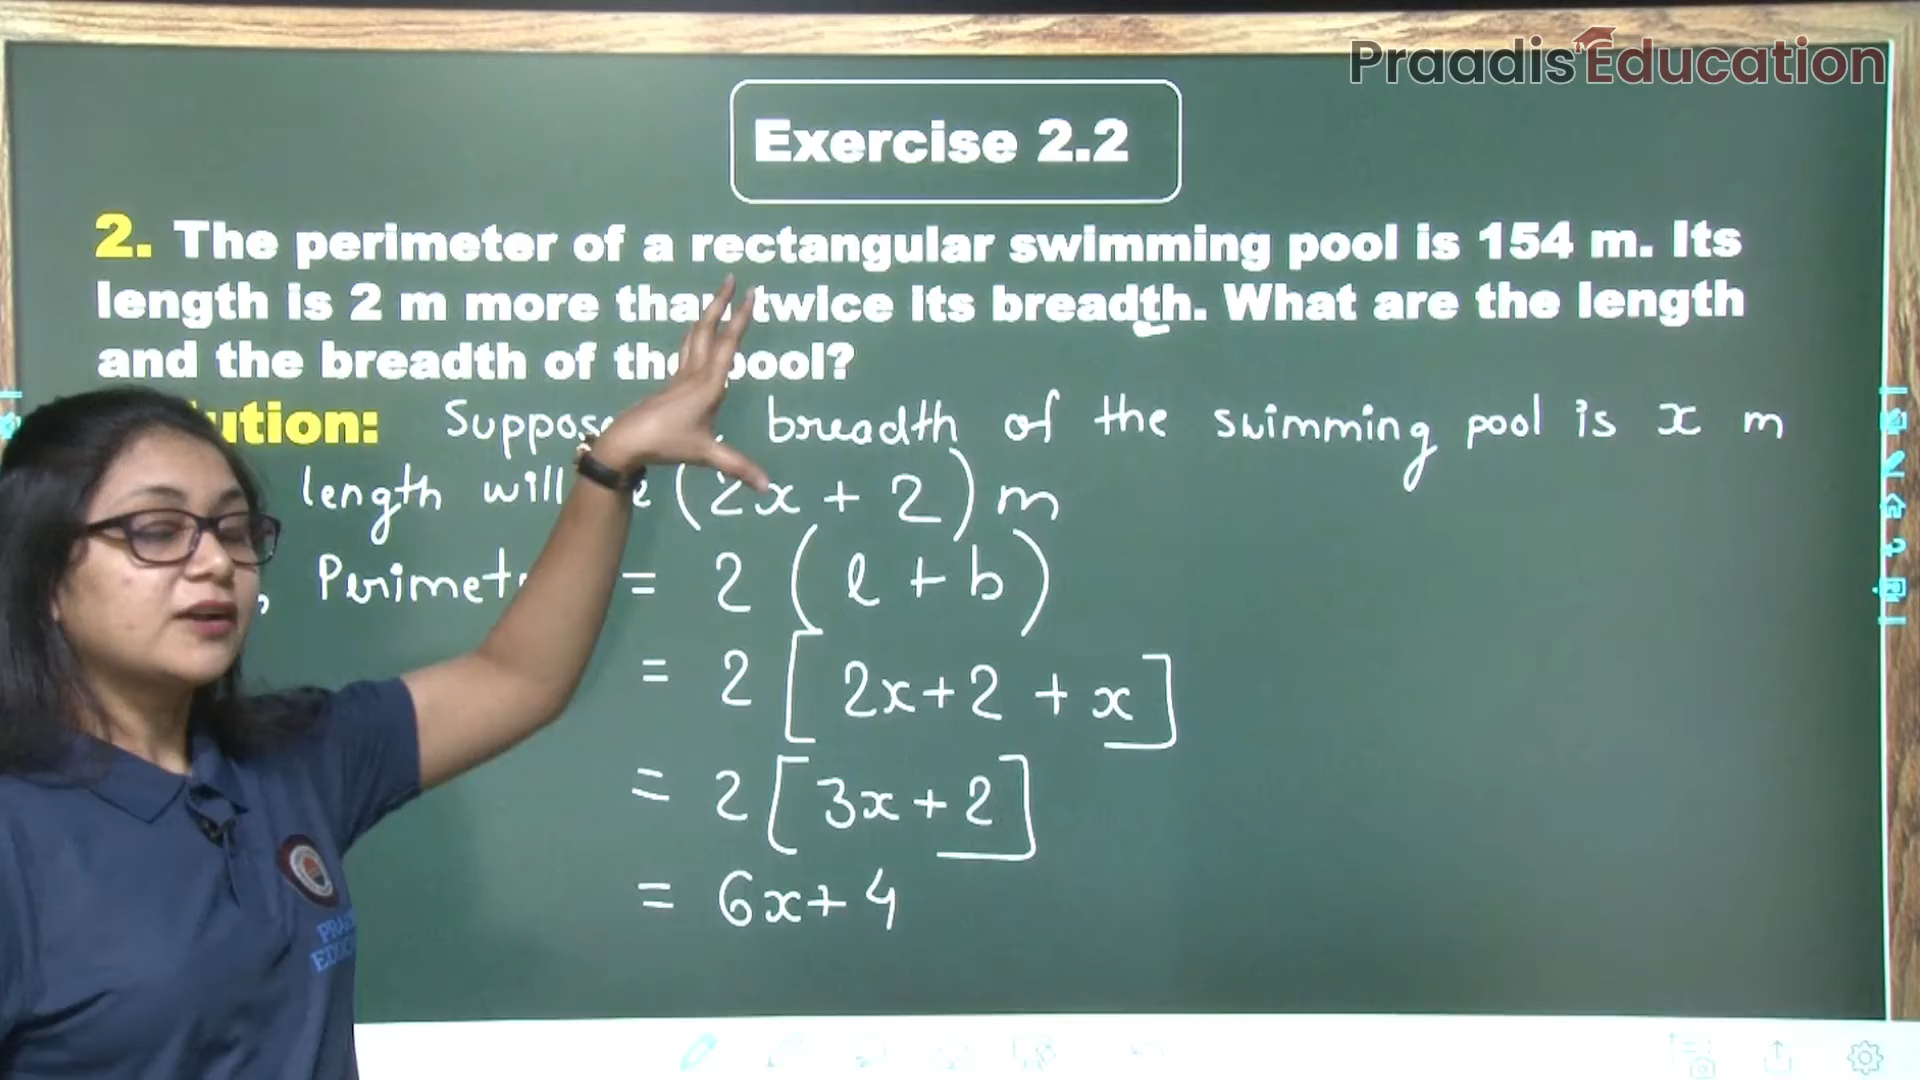 Praadis Education
Exercise 2.2
2. The perimeter of a rectangular swimming pool is 154 m. Its
length is 2 m more than twice its breadth. What are the length
and the breadth of the pool?
breadth of the swimming pool is x m
length will (2x + 2) m
= 2 (l + b)
= 2 [2x+2 + x]
= 2 [3x+2]
= 6x+4